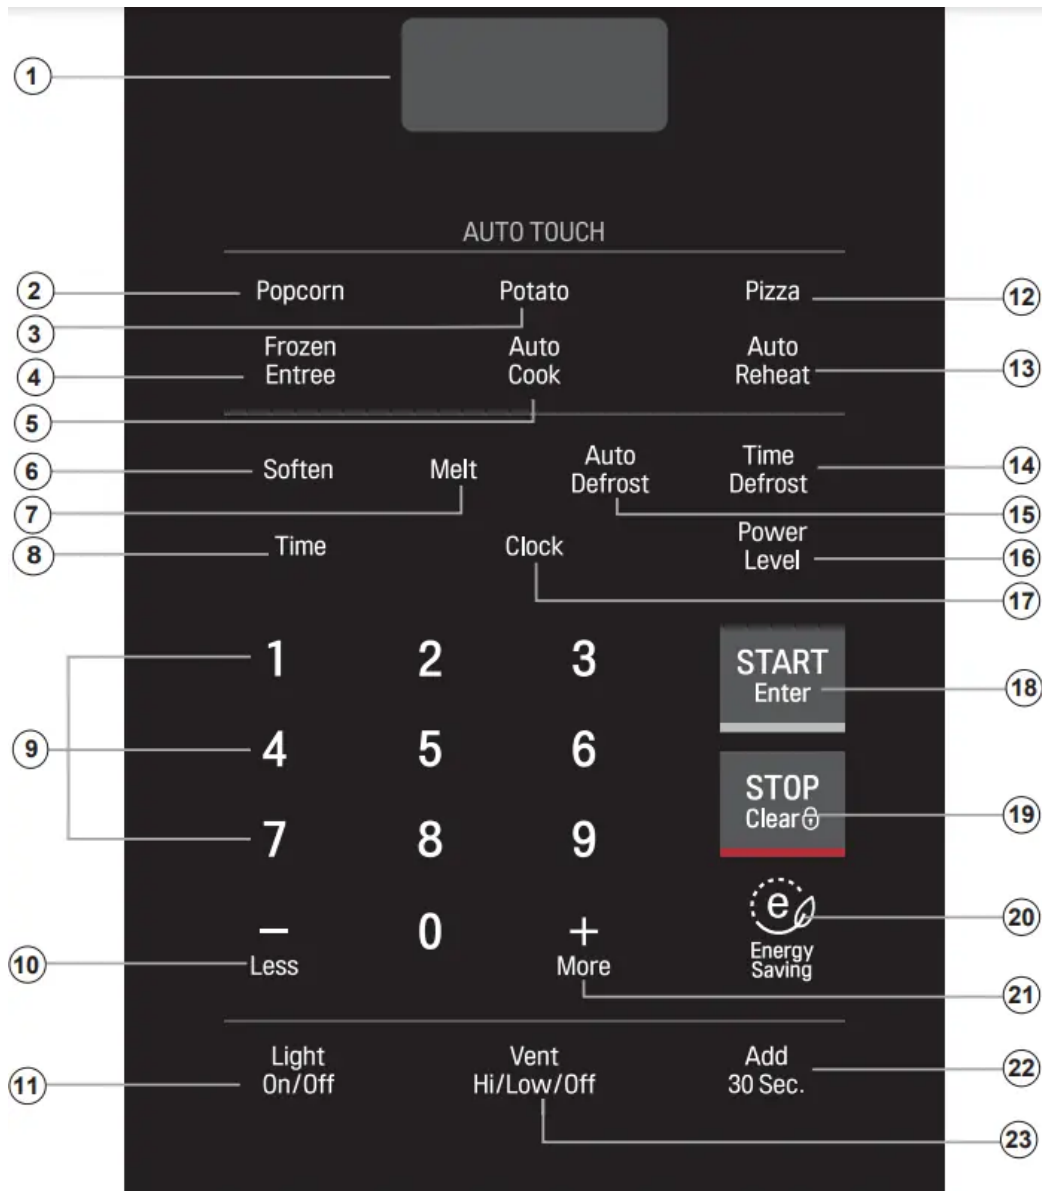 1
AUTO TOUCH
2 Popcorn Potato Pizza 12
3
Frozen Auto Auto
4 Entree Cook Reheat 13
5
Auto Time
6 Soften Melt Defrost Defrost 14
7 15
8 Time Clock Power Level 16
17
1 2 3 START
Enter 18
9 4 5 6
STOP
Clear 19
7 8 9
e 20
− 0 + Energy
10 Less More Saving
21
Light Vent Add 22
11 On/Off Hi/Low/Off 30 Sec.
23